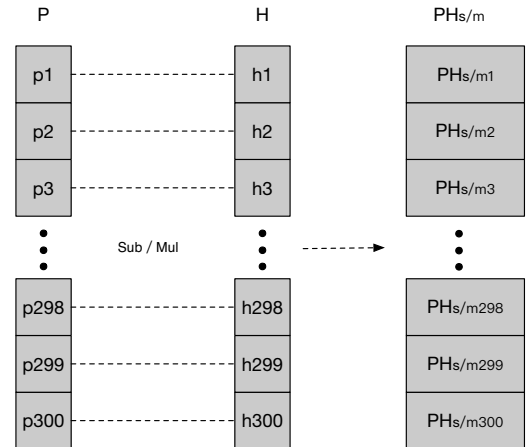 P H PHs/m
p1 h1 PHs/m1
p2 h2 PHs/m2
p3 h3 PHs/m3
Sub / Mul
p298 h298 PHs/m298
p299 h299 PHs/m299
p300 h300 PHs/m300